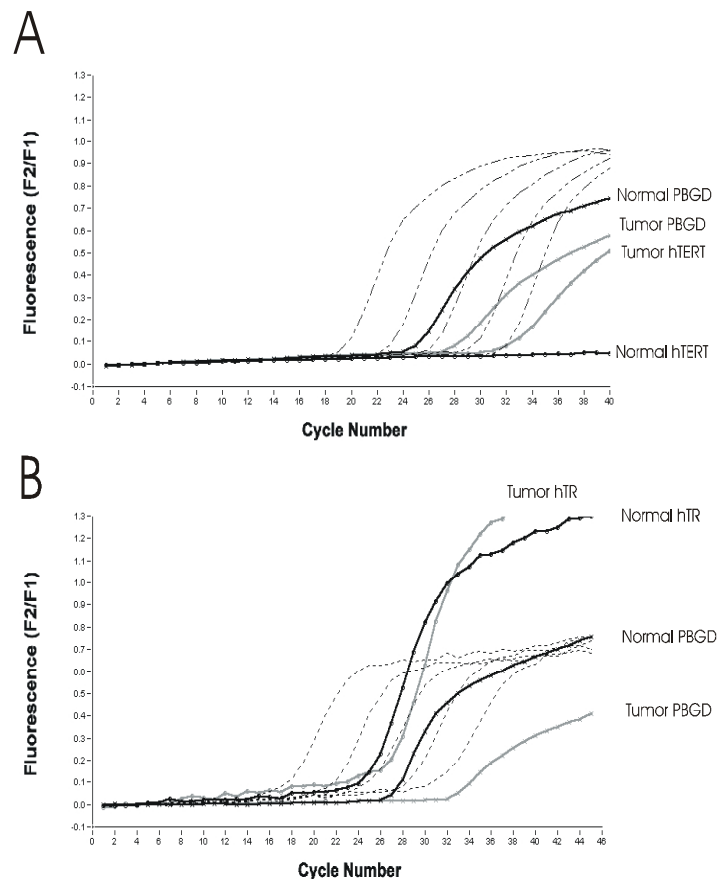 A
1.3
1.2
1.1
1.0
0.9
0.8
0.7
0.6
0.5
0.4
0.3
0.2
0.1
0.0
-0.1
Fluorescence (F2/F1)
Normal PBGD
Tumor PBGD
Tumor hTERT
Normal hTERT
0 2 4 6 8 10 12 14 16 18 20 22 24 26 28 30 32 34 36 38 40
Cycle Number
B
Tumor hTR
Normal hTR
1.3
1.2
1.1
1.0
0.9
0.8
0.7
0.6
0.5
0.4
0.3
0.2
0.1
0.0
-0.1
Fluorescence (F2/F1)
Normal PBGD
Tumor PBGD
0 2 4 6 8 10 12 14 16 18 20 22 24 26 28 30 32 34 36 38 40 42 44 46
Cycle Number